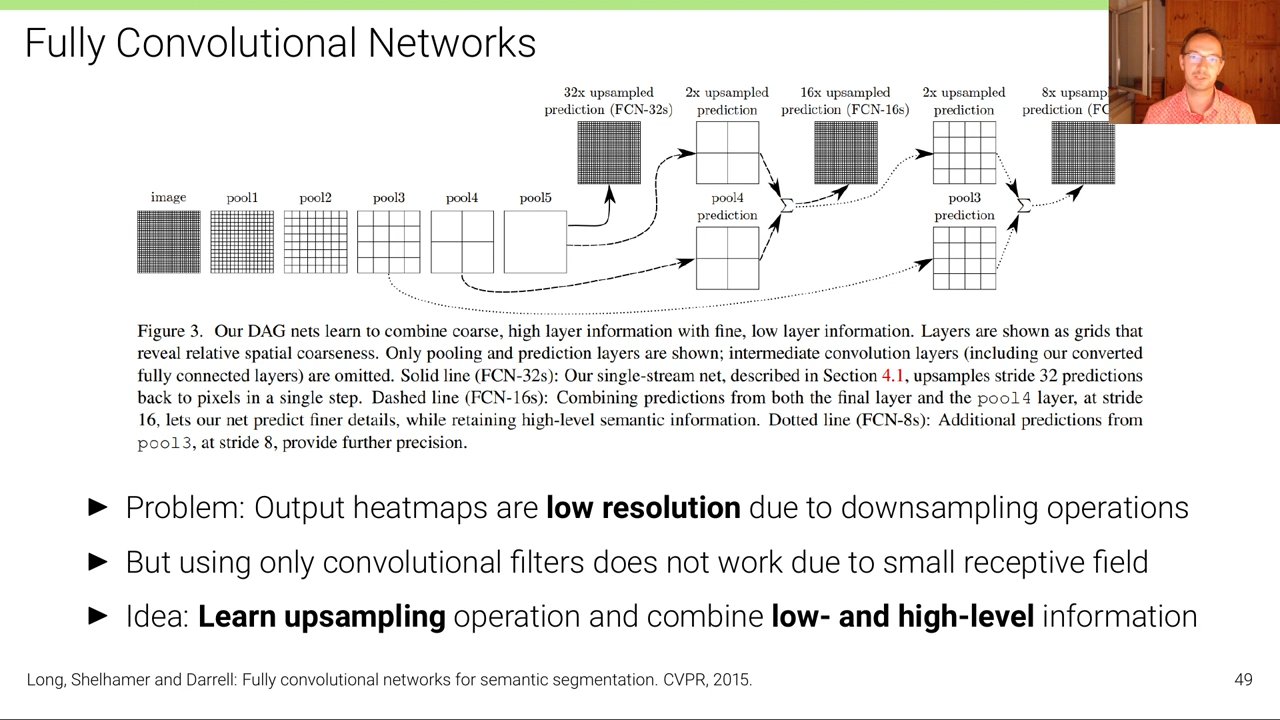 Fully Convolutional Networks
32x upsampled
prediction (FCN-32s)
2x upsampled
prediction
16x upsampled
prediction (FCN-16s)
2x upsampled
prediction
8x
prediction
image
pool1
pool2
pool3
pool4
pool5
pool4
prediction
pool3
prediction
Σ
Σ
Figure 3. Our DAG nets learn to combine coarse, high layer information with fine, low layer information. Layers are shown as grids that
reveal relative spatial coarseness. Only pooling and prediction layers are shown; intermediate convolution layers (including our converted
fully connected layers) are omitted. Solid line (FCN-32s): Our single-stream net, described in Section 4.1, upsamples stride 32 predictions
back to pixels in a single step. Dashed line (FCN-16s): Combining predictions from both the final layer and the pool4 layer, at stride
16, lets our net predict finer details, while retaining high-level semantic information. Dotted line (FCN-8s): Additional predictions from
pool3, at stride 8, provide further precision.
► Problem: Output heatmaps are low resolution due to downsampling operations
► But using only convolutional filters does not work due to small receptive field
► Idea: Learn upsampling operation and combine low- and high-level information
Long, Shelhamer and Darrell: Fully convolutional networks for semantic segmentation. CVPR, 2015.
49